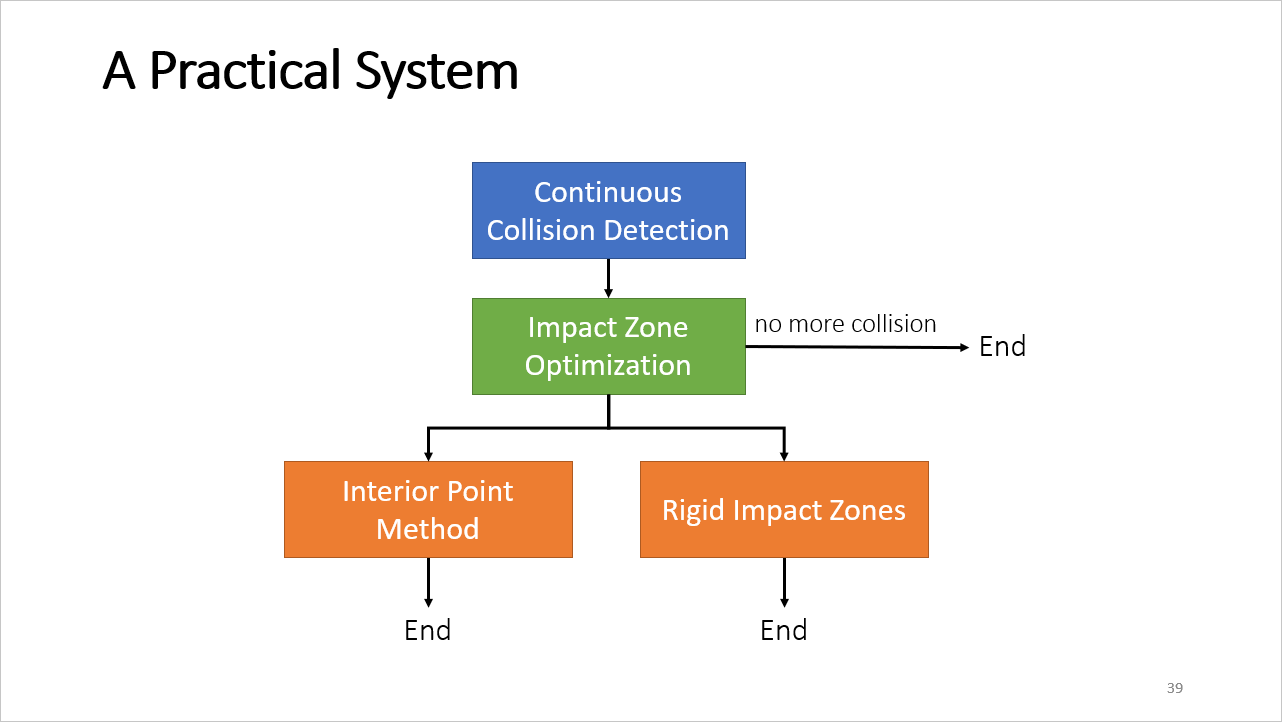 A Practical System
Continuous
Collision Detection
Impact Zone
Optimization
no more collision
End
Interior Point
Method
Rigid Impact Zones
End
End
39